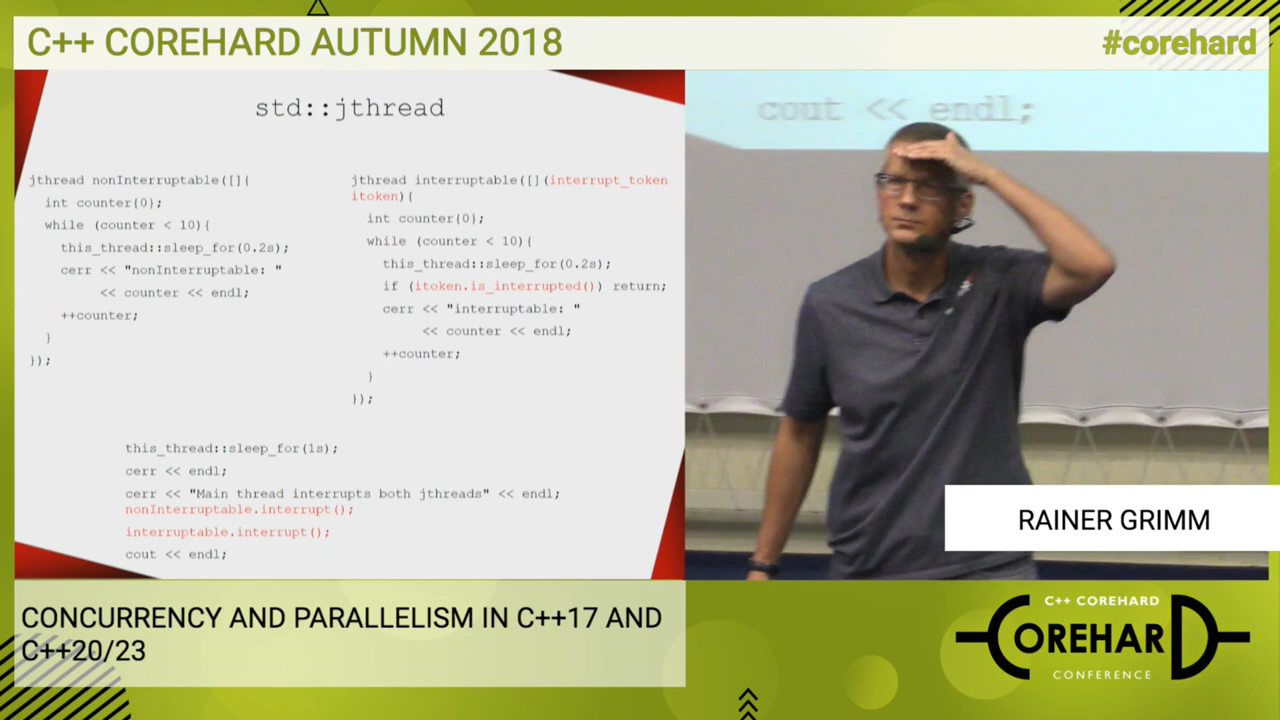 C++ COREHARD AUTUMN 2018
#corehard
std::jthread
jthread nonInterruptable([]{
int counter{0};
while (counter < 10){
this_thread::sleep_for(0.2s);
cerr << "nonInterruptable: "
<< counter << endl;
++counter;
}
});
jthread interruptable([](interrupt_token
itoken){
int counter{0};
while (counter < 10){
this_thread::sleep_for(0.2s);
if (itoken.is_interrupted()) return;
cerr << "interruptable: "
<< counter << endl;
++counter;
}
});
this_thread::sleep_for(1s);
cerr << endl;
cerr << "Main thread interrupts both jthreads" << endl;
nonInterruptable.interrupt();
interruptable.interrupt();
cout << endl;
cout << endl;
RAINER GRIMM
CONCURRENCY AND PARALLELISM IN C++17 AND
C++20/23
C++ COREHARD
COREHARD
CONFERENCE